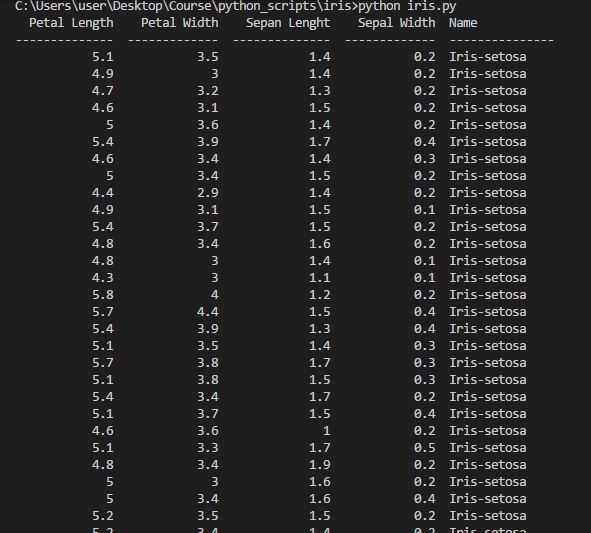 C:\Users\user\Desktop\Course\python_scripts\iris>python iris.py
Petal Length Petal Width Sepan Lenght Sepal Width Name
-------------- ------------- -------------- ------------- ---------------
5.1 3.5 1.4 0.2 Iris-setosa
4.9 3 1.4 0.2 Iris-setosa
4.7 3.2 1.3 0.2 Iris-setosa
4.6 3.1 1.5 0.2 Iris-setosa
5 3.6 1.4 0.2 Iris-setosa
5.4 3.9 1.7 0.4 Iris-setosa
4.6 3.4 1.4 0.3 Iris-setosa
5 3.4 1.5 0.2 Iris-setosa
4.4 2.9 1.4 0.2 Iris-setosa
4.9 3.1 1.5 0.1 Iris-setosa
5.4 3.7 1.5 0.2 Iris-setosa
4.8 3.4 1.6 0.2 Iris-setosa
4.8 3 1.4 0.1 Iris-setosa
4.3 3 1.1 0.1 Iris-setosa
5.8 4 1.2 0.2 Iris-setosa
5.7 4.4 1.5 0.4 Iris-setosa
5.4 3.9 1.3 0.4 Iris-setosa
5.1 3.5 1.4 0.3 Iris-setosa
5.7 3.8 1.7 0.3 Iris-setosa
5.1 3.8 1.5 0.3 Iris-setosa
5.4 3.4 1.7 0.2 Iris-setosa
5.1 3.7 1.5 0.4 Iris-setosa
4.6 3.6 1 0.2 Iris-setosa
5.1 3.3 1.7 0.5 Iris-setosa
4.8 3.4 1.9 0.2 Iris-setosa
5 3 1.6 0.2 Iris-setosa
5 3.4 1.6 0.4 Iris-setosa
5.2 3.5 1.5 0.2 Iris-setosa
5.2 3.4 1.4 0.2 Iris-setosa